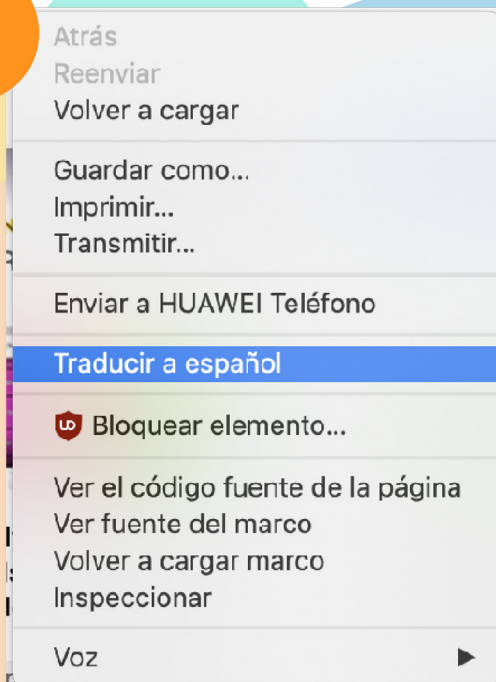 Atrás
Reenviar
Volver a cargar
Guardar como...
Imprimir...
Transmitir...
Enviar a HUAWEI Teléfono
Traducir a español
Bloquear elemento...
Ver el código fuente de la página
Ver fuente del marco
Volver a cargar marco
Inspeccionar
Voz